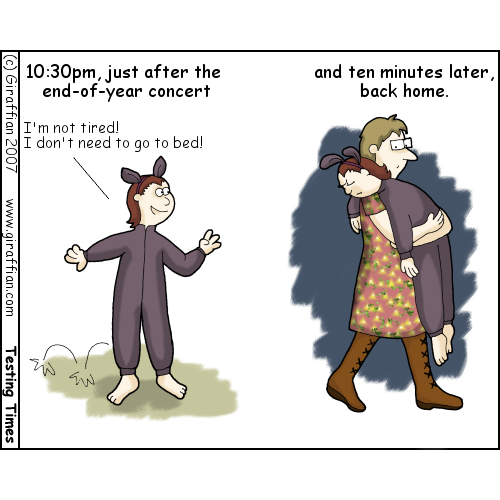 10:30pm, just after the
end-of-year concert
I'm not tired!
I don't need to go to bed!
and ten minutes later,
back home.
(c) Giraffian 2007 www.giraffian.com Testing Times